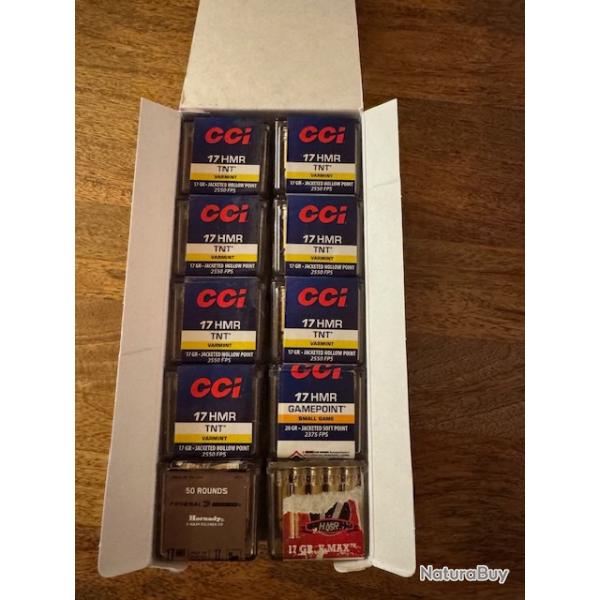 CCi
17 HMR
TNT®
VARMINT
17 GR - JACKETED HOLLOW POINT
2550 FPS
CCi
17 HMR
TNT®
VARMINT
17 GR - JACKETED HOLLOW POINT
2550 FPS
CCi
17 HMR
TNT®
VARMINT
17 GR - JACKETED HOLLOW POINT
2550 FPS
CCi
17 HMR
TNT®
VARMINT
17 GR - JACKETED HOLLOW POINT
2550 FPS
CCi
17 HMR
TNT®
VARMINT
17 GR - JACKETED HOLLOW POINT
2550 FPS
CCi
17 HMR
TNT®
VARMINT
17 GR - JACKETED HOLLOW POINT
2550 FPS
CCi
17 HMR
TNT®
VARMINT
17 GR - JACKETED HOLLOW POINT
2550 FPS
CCi
17 HMR
GAMEPOINT®
SMALL GAME
20 GR - JACKETED SOFT POINT
2375 FPS
50 ROUNDS
FEDERAL
Hornady
17
17
HMR
17 GR. V-MAX™
NaturaBuy